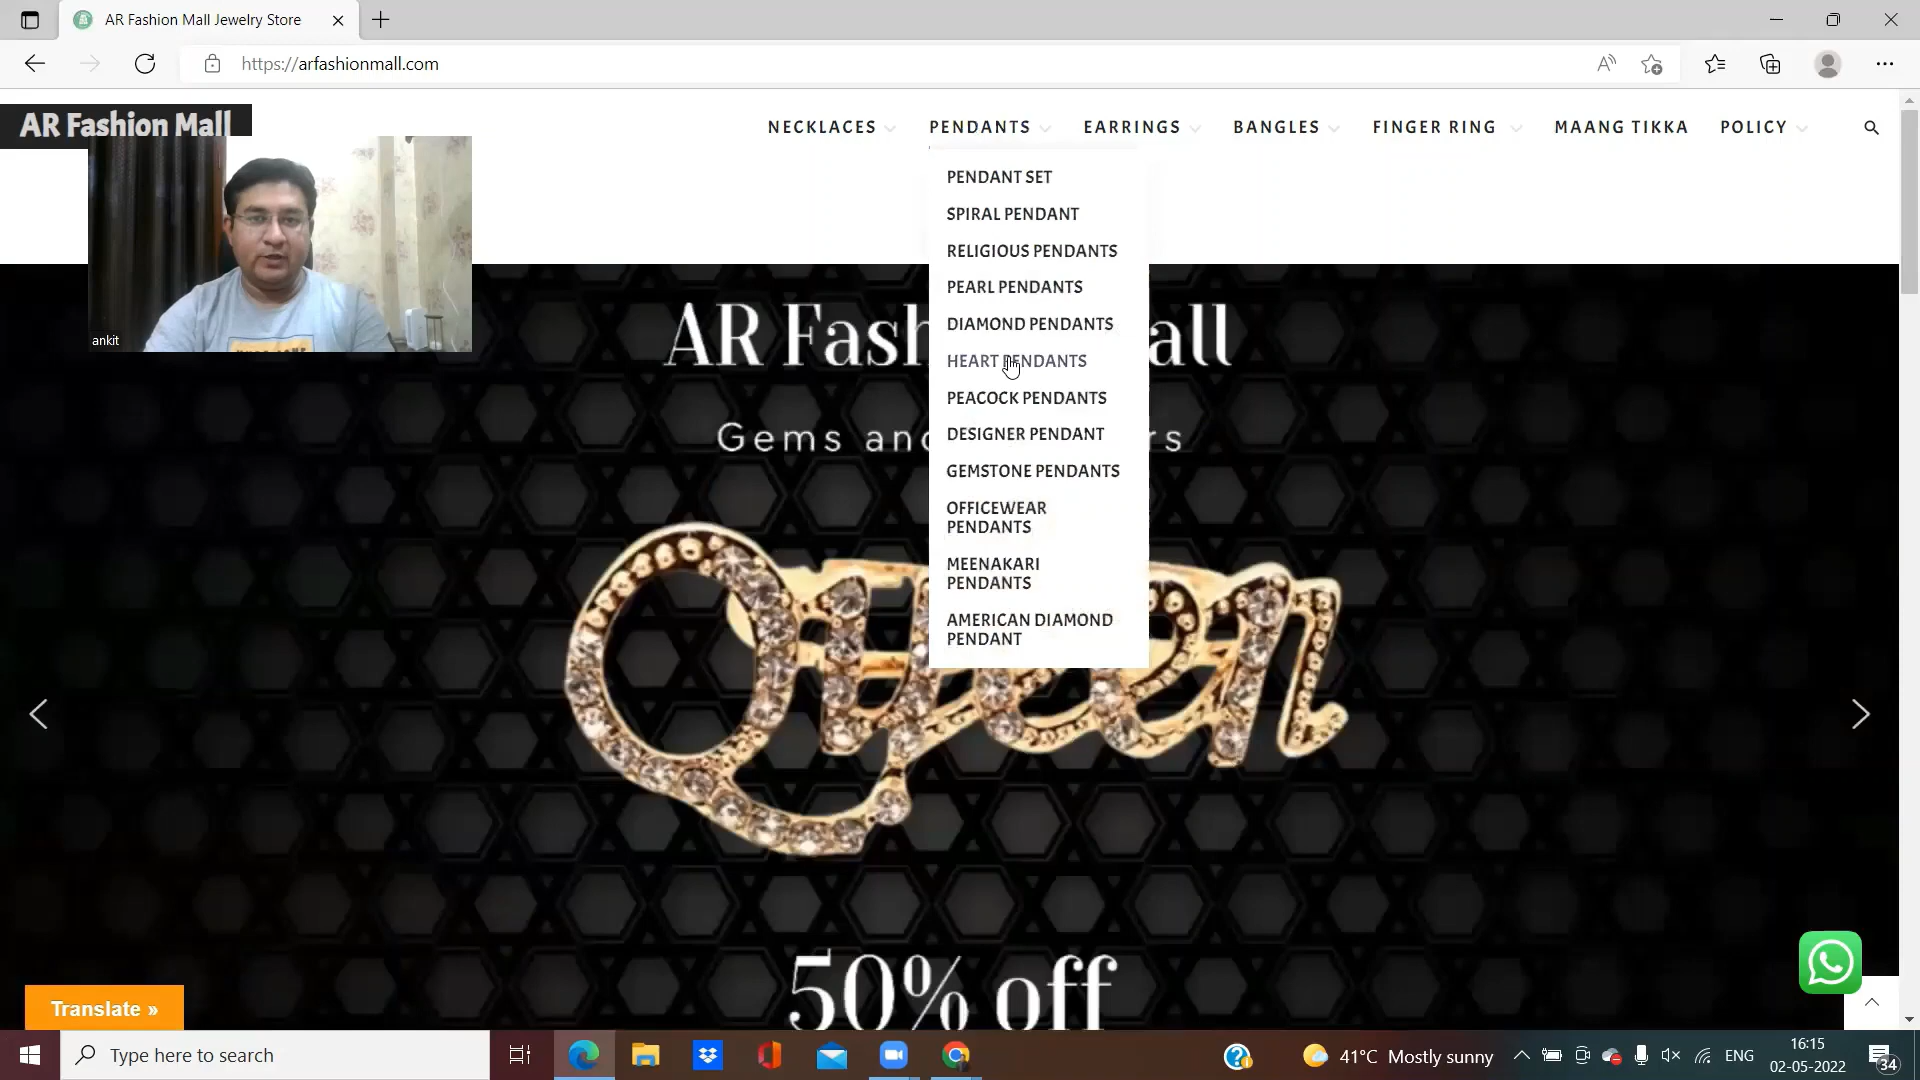 AR Fashion Mall Jewelry Store
https://arfashionmall.com
AR Fashion Mall
NECKLACES PENDANTS EARRINGS BANGLES FINGER RING MAANG TIKKA POLICY
PENDANT SET
SPIRAL PENDANT
RELIGIOUS PENDANTS
PEARL PENDANTS
DIAMOND PENDANTS
HEART PENDANTS
PEACOCK PENDANTS
DESIGNER PENDANT
GEMSTONE PENDANTS
OFFICEWEAR
PENDANTS
MEENAKARI
PENDANTS
AMERICAN DIAMOND
PENDANT
ankit
AR Fash all
Gems and rs
Queen
50% off
Translate »
Type here to search
41°C Mostly sunny
ENG
16:15
02-05-2022
34